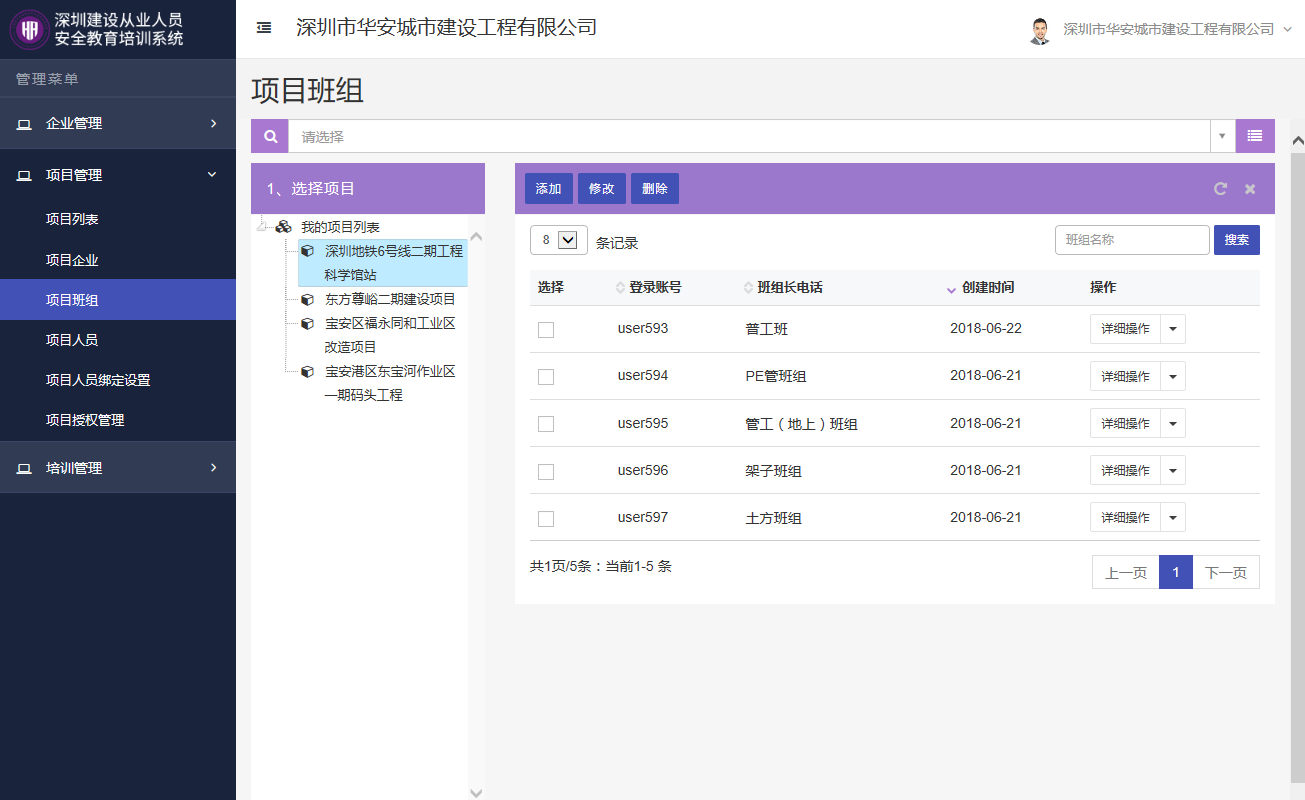 深圳建设从业人员
安全教育培训系统
深圳市华安城市建设工程有限公司
深圳市华安城市建设工程有限公司
管理菜单
企业管理
项目管理
项目列表
项目企业
项目班组
项目人员
项目人员绑定设置
项目授权管理
培训管理
项目班组
请选择
1、选择项目
我的项目列表
深圳地铁6号线二期工程
科学馆站
东方尊峪二期建设项目
宝安区福永同和工业区
改造项目
宝安港区东宝河作业区
一期码头工程
添加 修改 删除
8 条记录 班组名称 搜索
选择 登录账号 班组长电话 创建时间 操作
user593 普工班 2018-06-22 详细操作
user594 PE管班组 2018-06-21 详细操作
user595 管工（地上）班组 2018-06-21 详细操作
user596 架子班组 2018-06-21 详细操作
user597 土方班组 2018-06-21 详细操作
共1页/5条：当前1-5 条 上一页 1 下一页